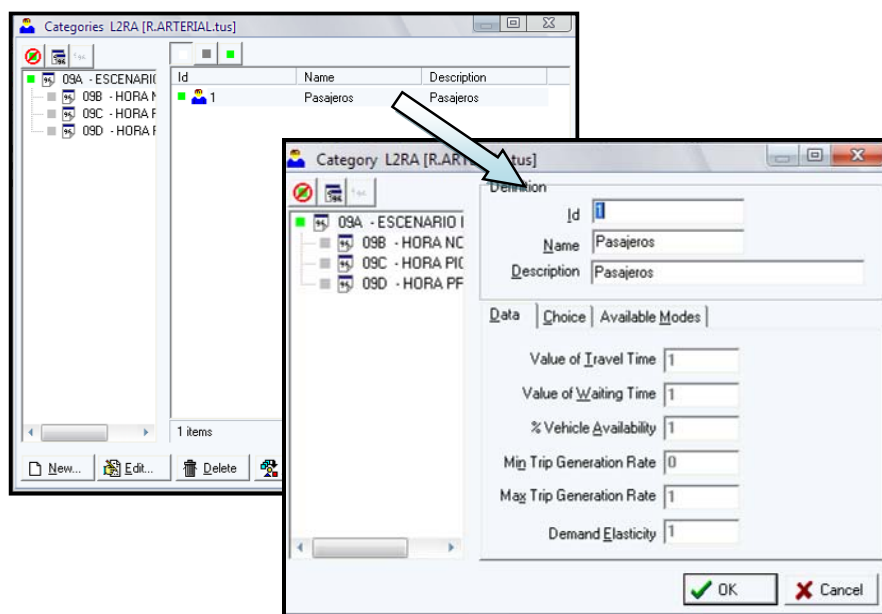 Categories L2RA [R.ARTERIAL.tus]
09A - ESCENARI(
09B - HORA N
09C - HORA F
09D - HORA F
Id Name Description
1 Pasajeros Pasajeros
1 items
New... Edit... Delete
Category L2RA [R.ART tus]
09A - ESCENARIO I
09B - HORA NC
09C - HORA PIC
09D - HORA PF
Definition
Id 1
Name Pasajeros
Description Pasajeros
Data Choice Available Modes
Value of Travel Time 1
Value of Waiting Time 1
% Vehicle Availability 1
Min Trip Generation Rate 0
Max Trip Generation Rate 1
Demand Elasticity 1
OK Cancel